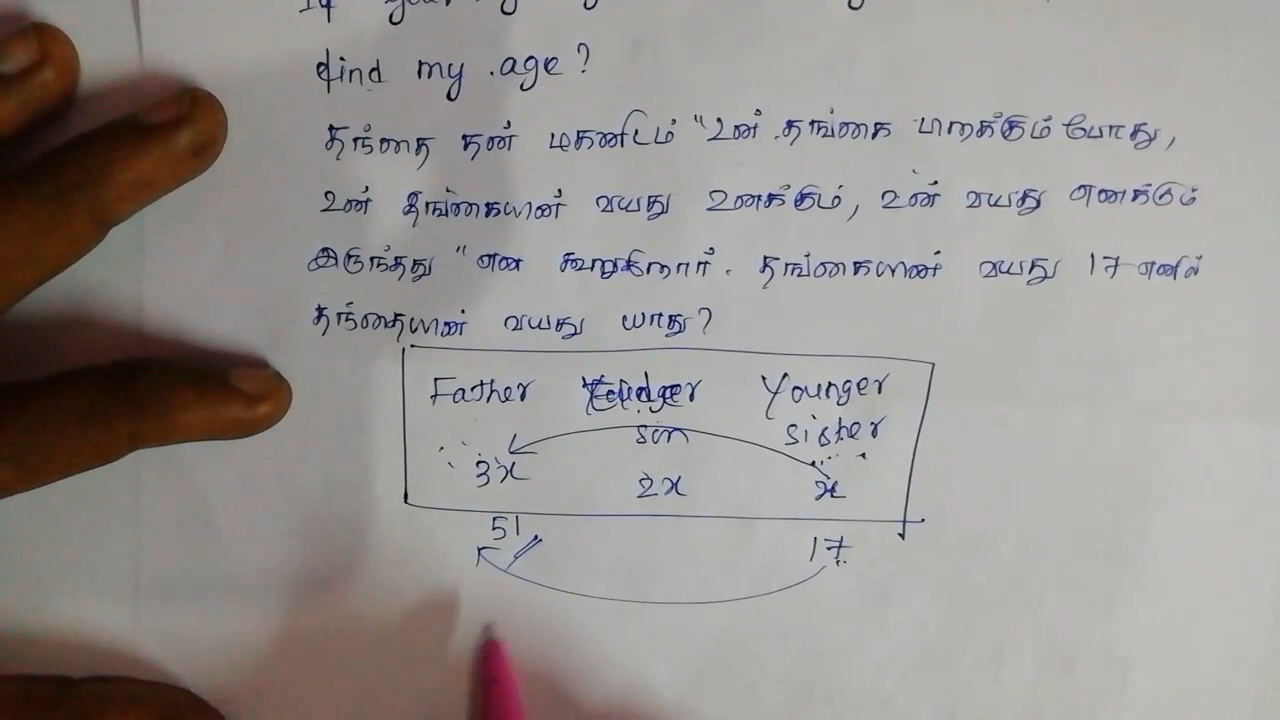 find my age?
தந்தை தன் மகனிடம் "உன் தங்கை பிறக்கும் போது,
உன் தங்கையின் வயது உனக்கும், உன் வயது எனக்கும்
இருந்தது" என கூறுகிறார். தங்கையின் வயது 17 எனில்
தந்தையின் வயது யாது?
Father Younger
son sister
3x 2x x
51 17